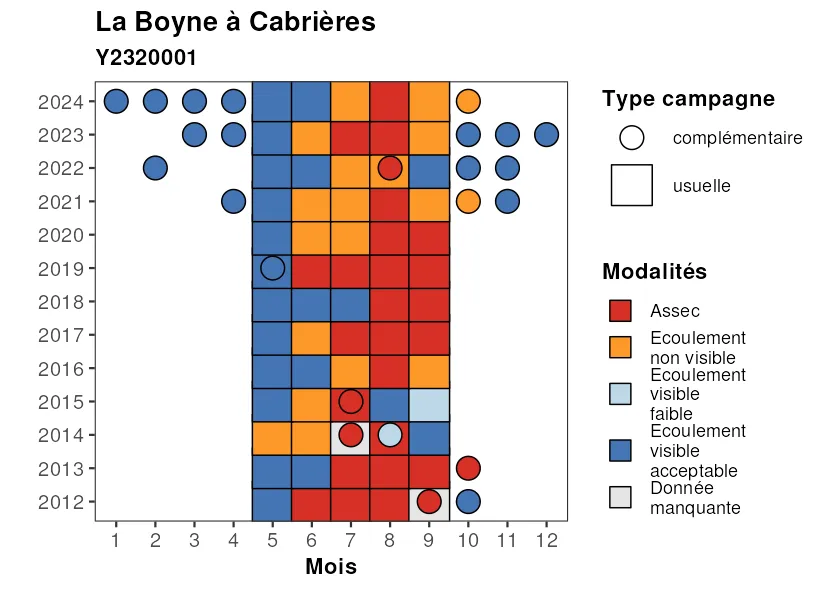 La Boyne à Cabrières
Y2320001
2024
2023
2022
2021
2020
2019
2018
2017
2016
2015
2014
2013
2012
1 2 3 4 5 6 7 8 9 10 11 12
Mois
Type campagne
complémentaire
usuelle
Modalités
Assec
Ecoulement
non visible
Ecoulement
visible
faible
Ecoulement
visible
acceptable
Donnée
manquante